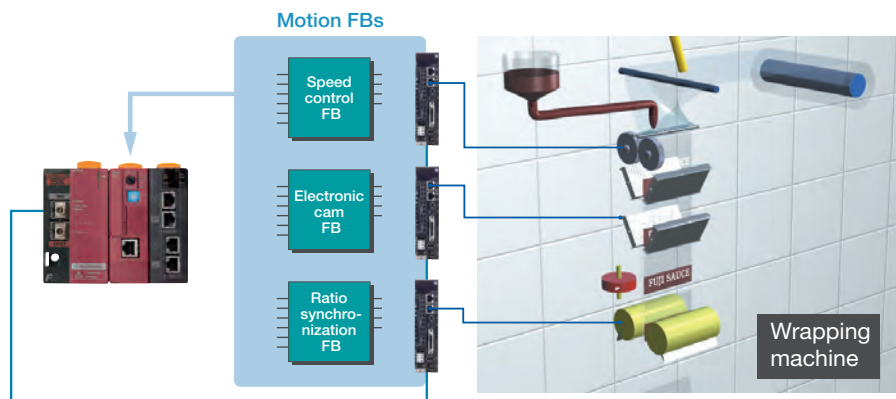 Motion FBs
Speed
control
FB
Electronic
cam
FB
Ratio
synchro-
nization
FB
FUJI SAUCE
Wrapping
machine